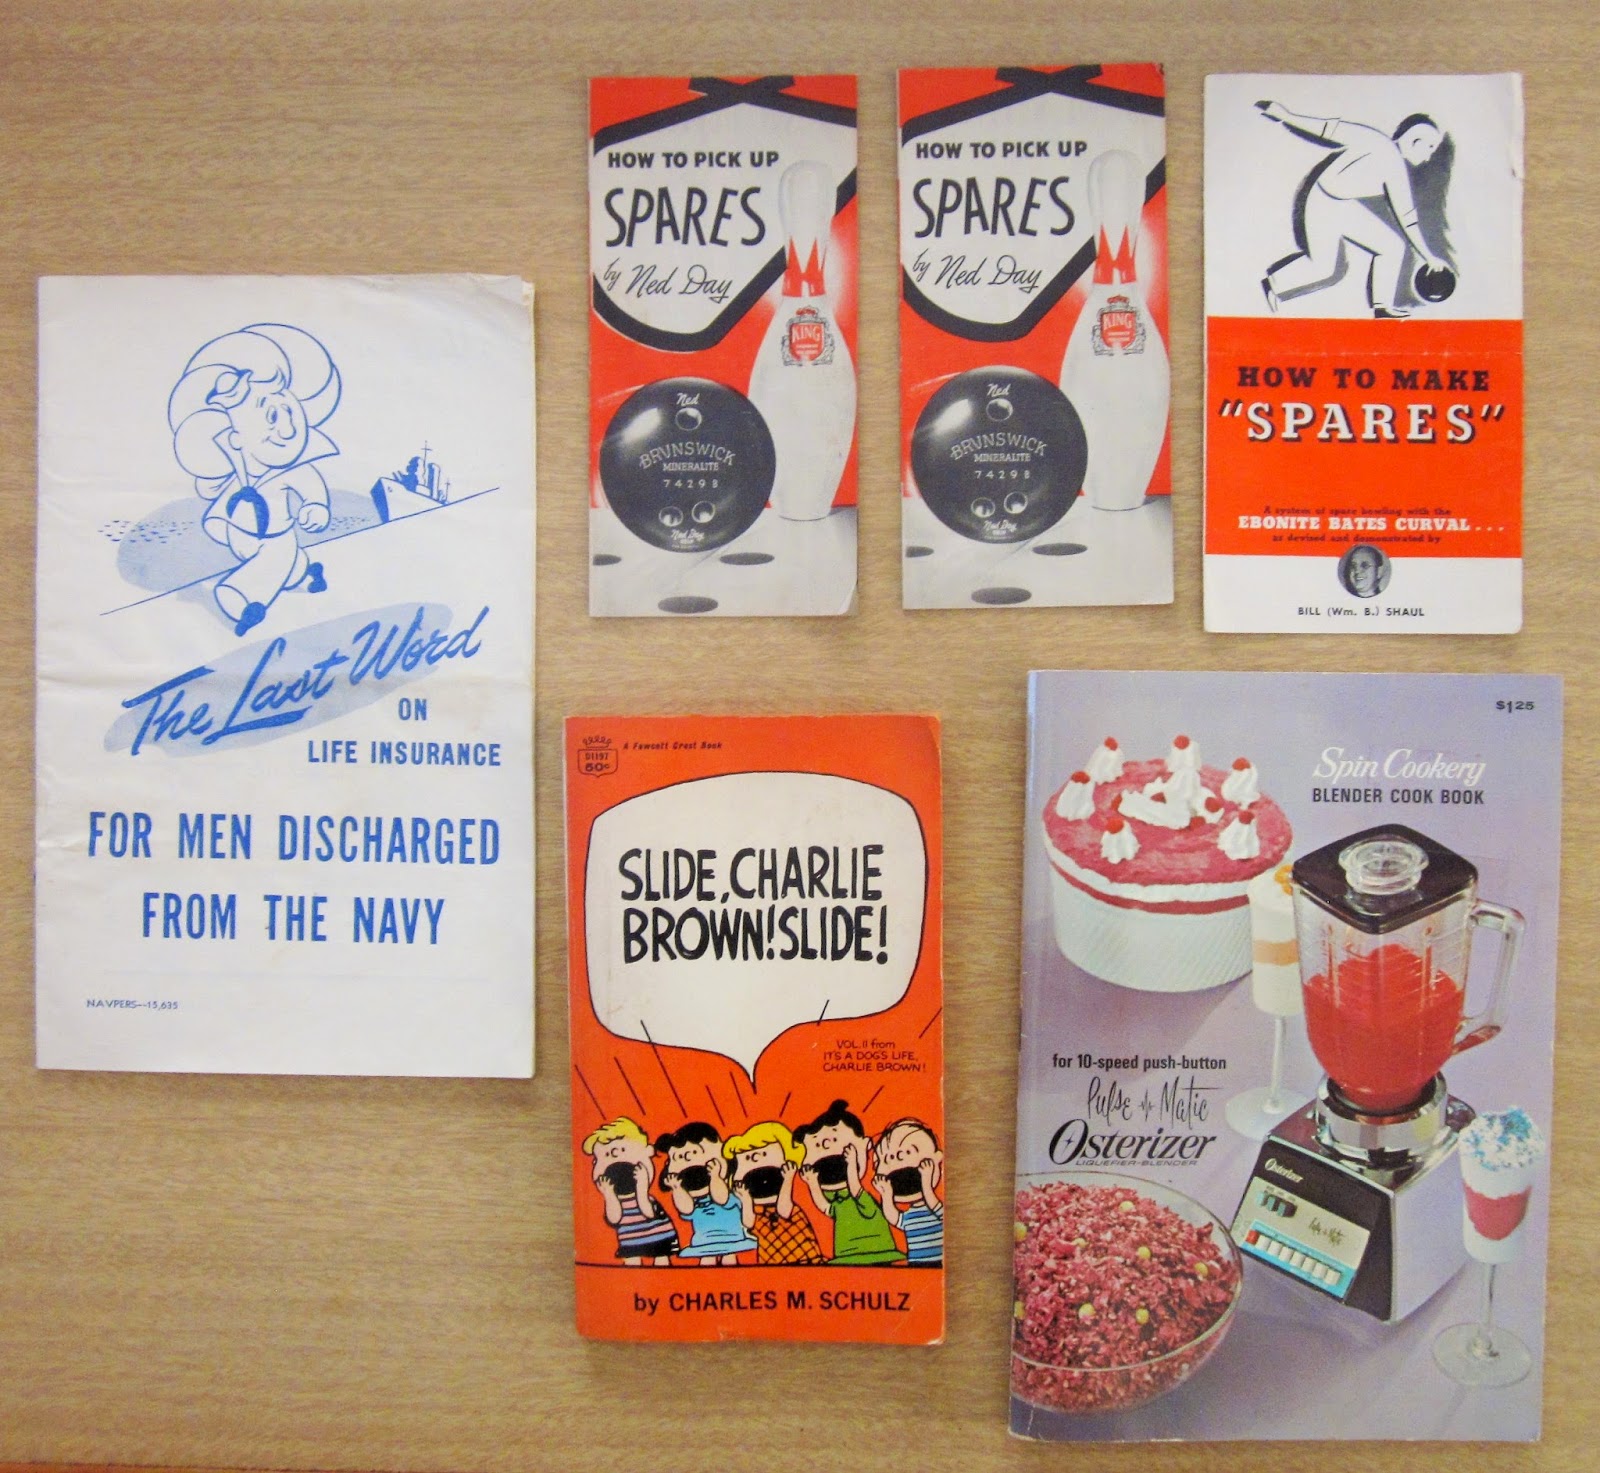 The Last Word
ON
LIFE INSURANCE
FOR MEN DISCHARGED
FROM THE NAVY
NAVPERS—15,635
HOW TO PICK UP
SPARES
by Ned Day
KING
Ned
BRUNSWICK
MINERALITE
74298
Ned Day
HOW TO PICK UP
SPARES
by Ned Day
KING
Ned
BRUNSWICK
MINERALITE
74298
Ned Day
HOW TO MAKE
"SPARES"
A system of spare bowling with the
EBONITE BATES CURVAL...
as devised and demonstrated by
BILL (Wm. B.) SHAUL
D1197
50c
A Fawcett Crest Book
SLIDE, CHARLIE
BROWN! SLIDE!
VOL. II from
IT'S A DOG'S LIFE,
CHARLIE BROWN!
by CHARLES M. SCHULZ
$1.25
Spin Cookery
BLENDER COOK BOOK
for 10-speed push-button
Pulse Matic
Osterizer
LIQUEFIER-BLENDER
Osterizer
Pulse Matic